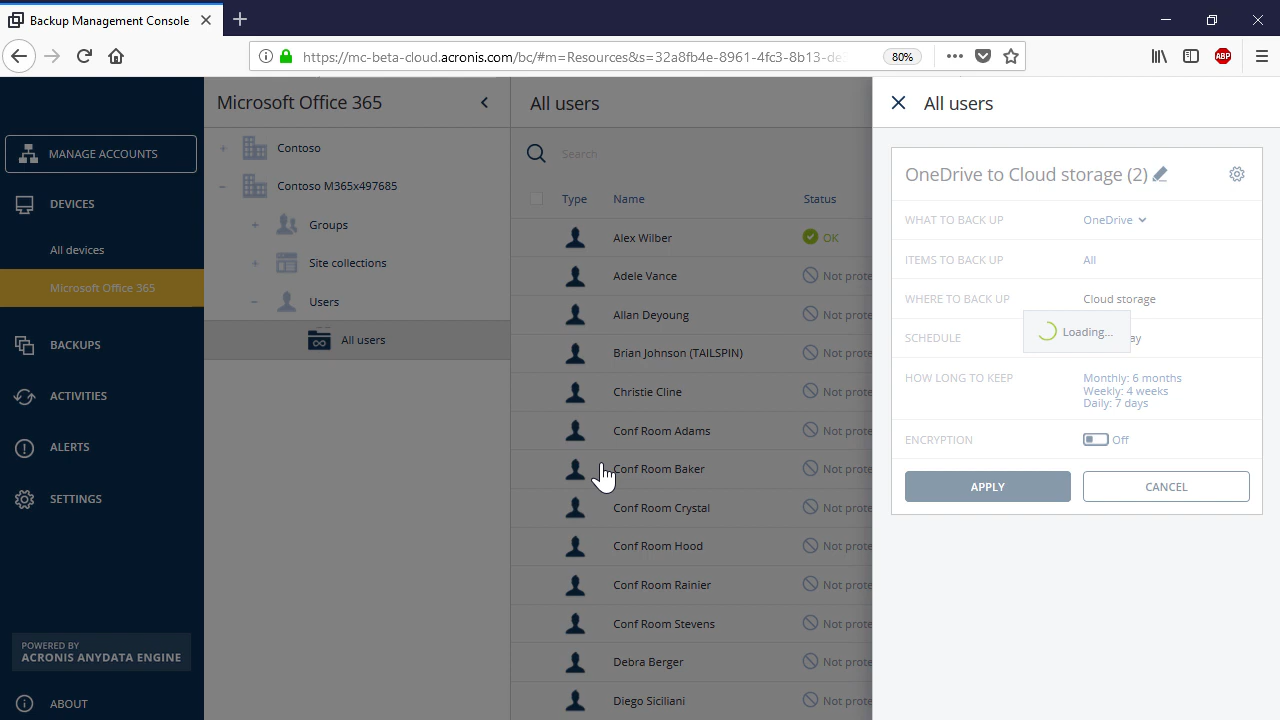 Backup Management Console
https://mc-beta-cloud.acronis.com/bc/#m=Resources&s=32a8fb4e-8961-4fc3-8b13-de
80%
ABP
MANAGE ACCOUNTS
DEVICES
All devices
Microsoft Office 365
BACKUPS
ACTIVITIES
ALERTS
SETTINGS
POWERED BY
ACRONIS ANYDATA ENGINE
ABOUT
Microsoft Office 365
Contoso
Contoso M365x497685
Groups
Site collections
Users
All users
All users
Search
Type Name Status
Alex Wilber OK
Adele Vance Not prote
Allan Deyoung Not prote
Brian Johnson (TAILSPIN) Not prote
Christie Cline Not prote
Conf Room Adams Not prote
Conf Room Baker Not prote
Conf Room Crystal Not prote
Conf Room Hood Not prote
Conf Room Rainier Not prote
Conf Room Stevens Not prote
Debra Berger Not prote
Diego Siciliani Not prote
All users
OneDrive to Cloud storage (2)
WHAT TO BACK UP OneDrive
ITEMS TO BACK UP All
WHERE TO BACK UP Cloud storage
Loading...
SCHEDULE ay
HOW LONG TO KEEP Monthly: 6 months
Weekly: 4 weeks
Daily: 7 days
ENCRYPTION Off
APPLY CANCEL